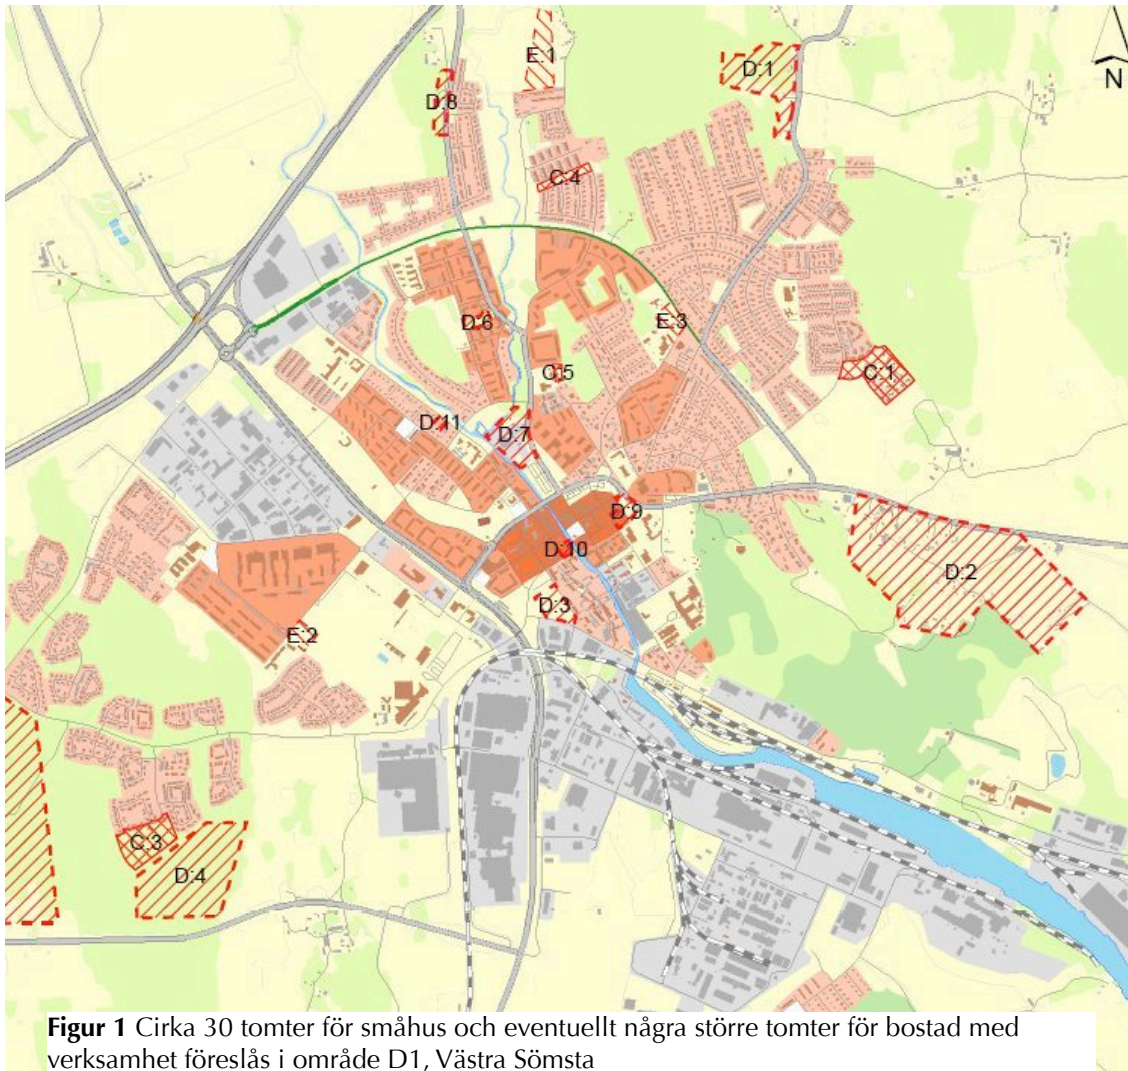 E:1
D:1
N
D:8
C:4
D:6
E:3
C:5
C:1
D:11
D:7
D:9
D:10
D:2
D:3
E:2
C:3
D:4
Figur 1 Cirka 30 tomter för småhus och eventuellt några större tomter för bostad med
verksamhet föreslås i område D1, Västra Sömsta